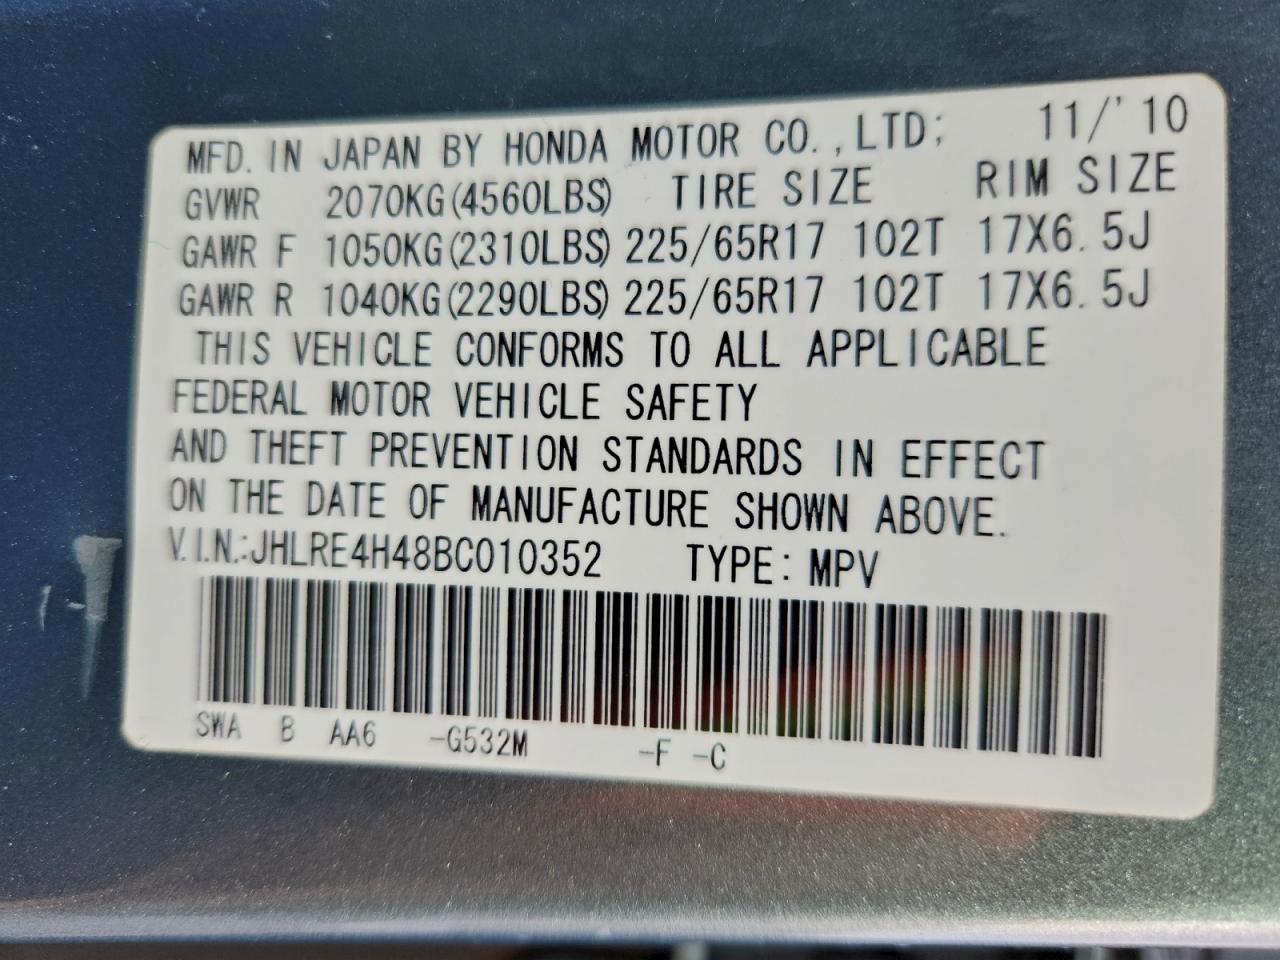 MFD. IN JAPAN BY HONDA MOTOR CO.,LTD; 11/'10
GVWR 2070KG(4560LBS) TIRE SIZE RIM SIZE
GAWR F 1050KG(2310LBS) 225/65R17 102T 17X6.5J
GAWR R 1040KG(2290LBS) 225/65R17 102T 17X6.5J
THIS VEHICLE CONFORMS TO ALL APPLICABLE
FEDERAL MOTOR VEHICLE SAFETY
AND THEFT PREVENTION STANDARDS IN EFFECT
ON THE DATE OF MANUFACTURE SHOWN ABOVE.
V.I.N.:JHLRE4H48BC010352 TYPE: MPV
SWA B AA6 -G532M -F -C